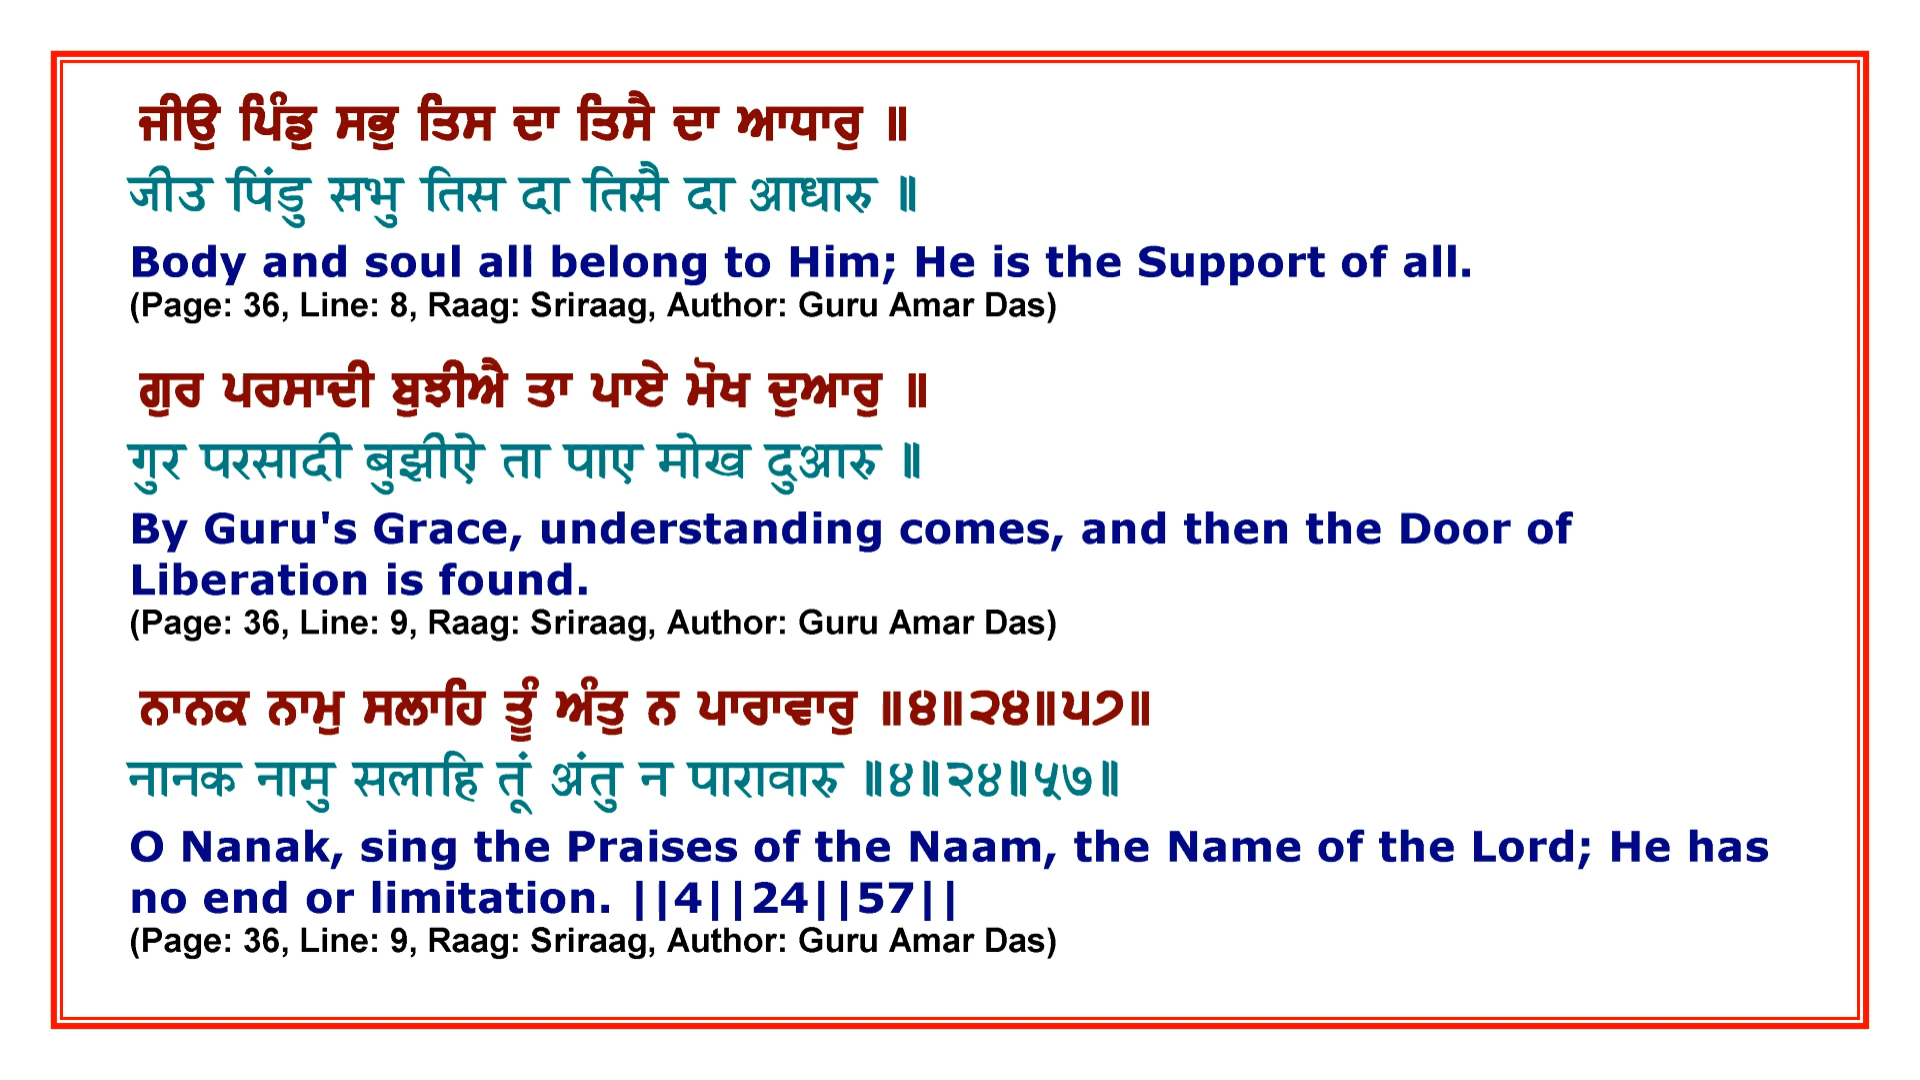 ਜੀਉ ਪਿੰਡੁ ਸਭੁ ਤਿਸ ਦਾ ਤਿਸੈ ਦਾ ਆਧਾਰੁ ॥
जीउ पिंडु सभु तिस दा तिसै दा आधारु ॥
Body and soul all belong to Him; He is the Support of all.
(Page: 36, Line: 8, Raag: Sriraag, Author: Guru Amar Das)
ਗੁਰ ਪਰਸਾਦੀ ਬੁਝੀਐ ਤਾ ਪਾਏ ਮੋਖ ਦੁਆਰੁ ॥
गुर परसादी बुझीऐ ता पाए मोख दुआरु ॥
By Guru's Grace, understanding comes, and then the Door of
Liberation is found.
(Page: 36, Line: 9, Raag: Sriraag, Author: Guru Amar Das)
ਨਾਨਕ ਨਾਮੁ ਸਲਾਹਿ ਤੂੰ ਅੰਤੁ ਨ ਪਾਰਾਵਾਰੁ ॥੪॥੨੪॥੫੭॥
नानक नामु सलाहि तूं अंतु न पारावारु ॥४॥२४॥५७॥
O Nanak, sing the Praises of the Naam, the Name of the Lord; He has
no end or limitation. ||4||24||57||
(Page: 36, Line: 9, Raag: Sriraag, Author: Guru Amar Das)